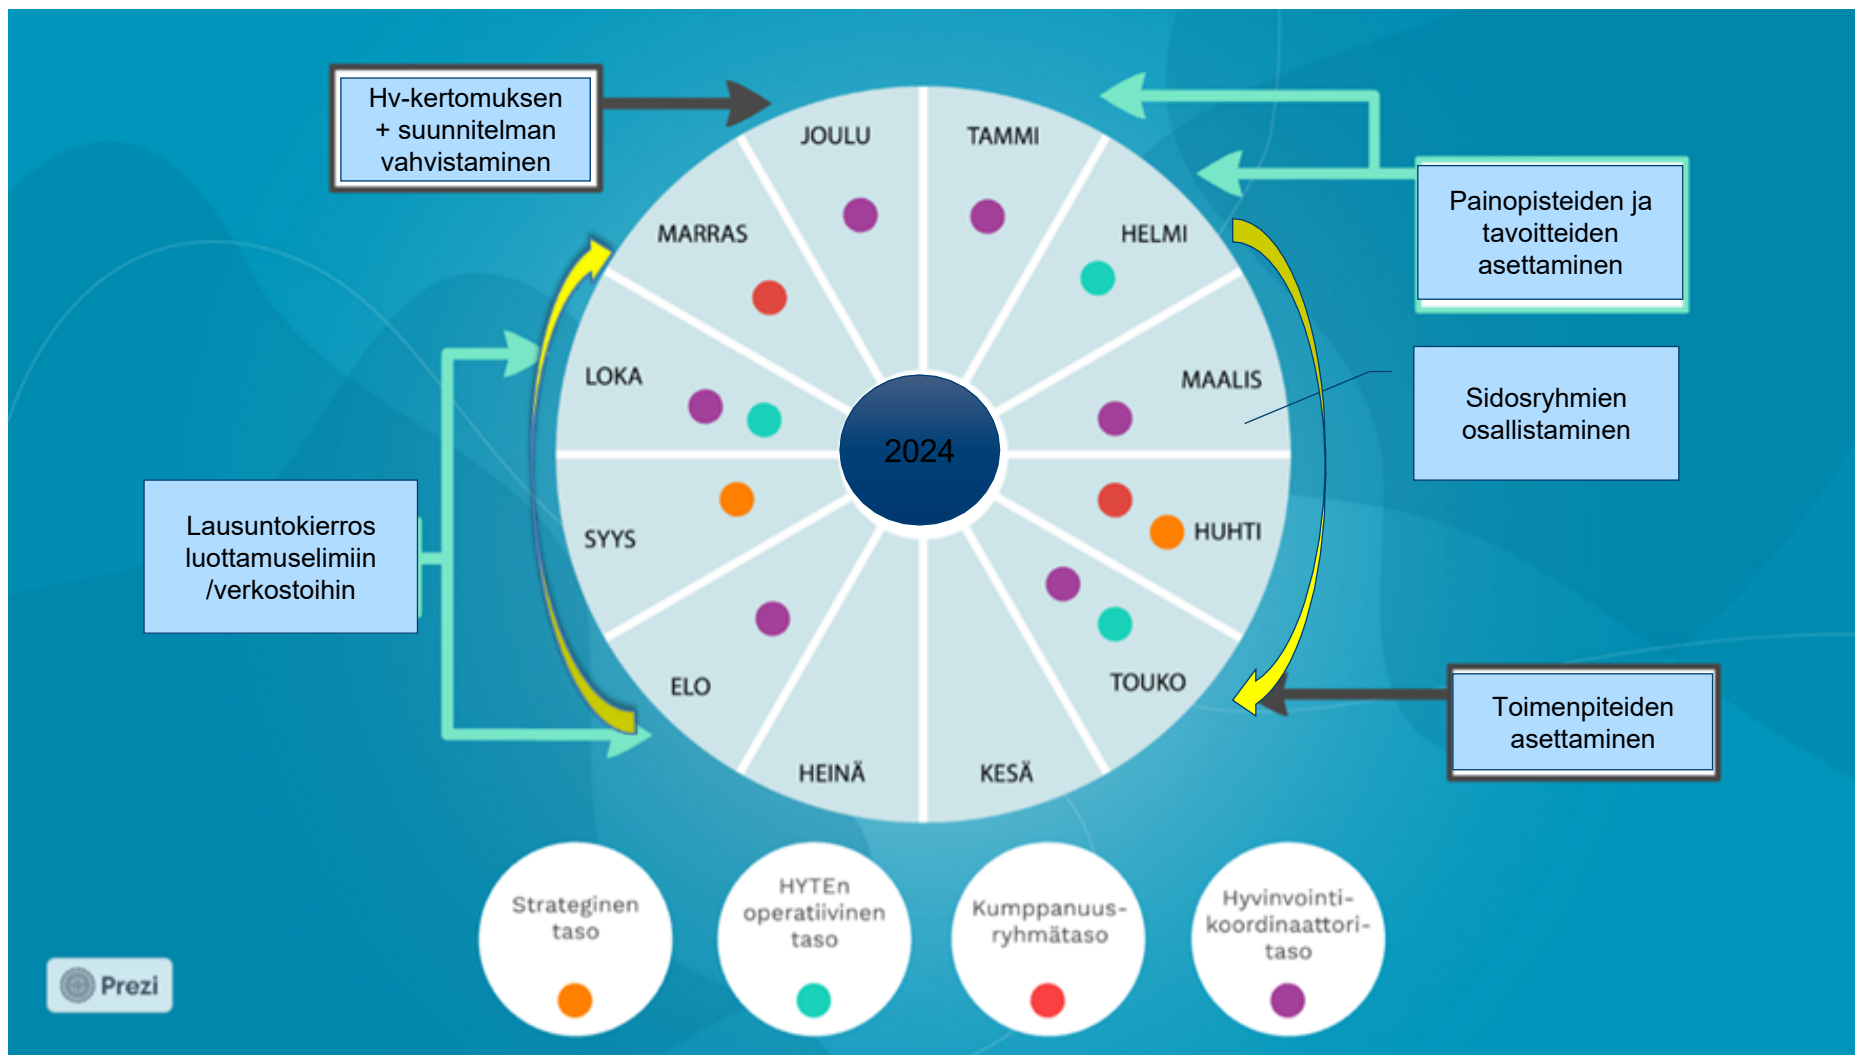 Hv-kertomuksen
+ suunnitelman
vahvistaminen
JOULU
TAMMI
MARRAS
HELMI
Painopisteiden ja
tavoitteiden
asettaminen
LOKA
MAALIS
Sidosryhmien
osallistaminen
2024
Lausuntokierros
luottamuselimiin
/verkostoihin
SYYS
HUHTI
ELO
TOUKO
Toimenpiteiden
asettaminen
HEINÄ
KESÄ
Strateginen
taso
HYTEn
operatiivinen
taso
Kumppanuus-
ryhmätaso
Hyvinvointi-
koordinaattori-
taso
Prezi